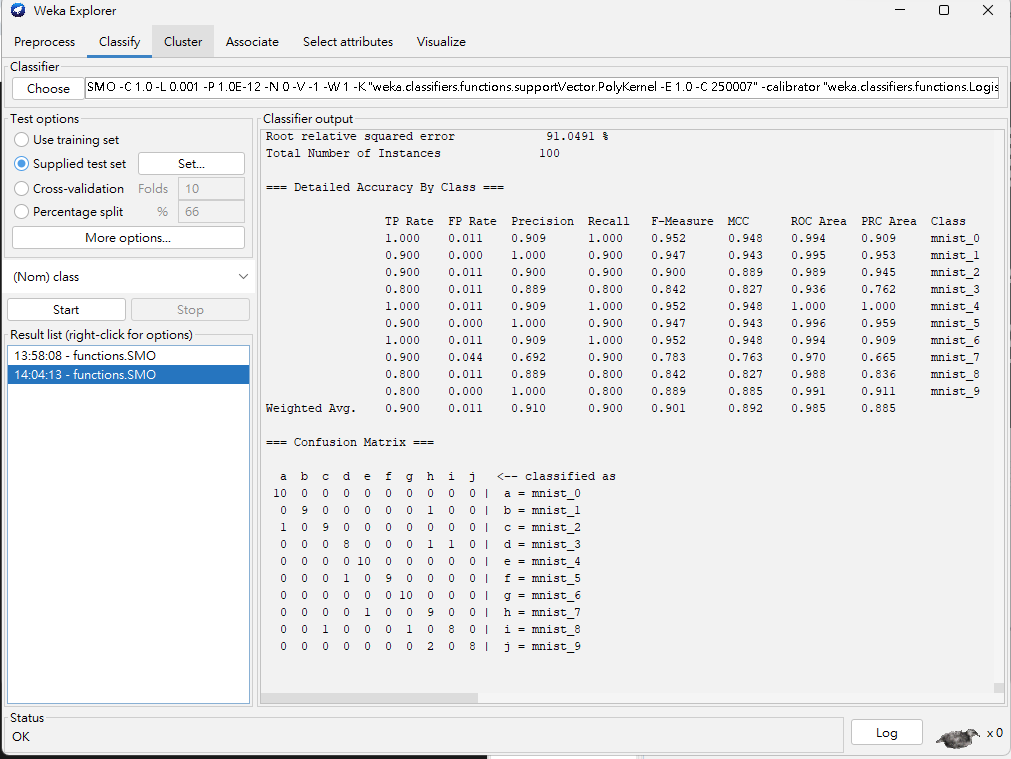 Weka Explorer
Preprocess Classify Cluster Associate Select attributes Visualize
Classifier
Choose SMO -C 1.0 -L 0.001 -P 1.0E-12 -N 0 -V -1 -W 1 -K "weka.classifiers.functions.supportVector.PolyKernel -E 1.0 -C 250007" -calibrator "weka.classifiers.functions.Logis
Test options
Use training set
Supplied test set Set...
Cross-validation Folds 10
Percentage split % 66
More options...
(Nom) class
Start Stop
Result list (right-click for options)
13:58:08 - functions.SMO
14:04:13 - functions.SMO
Classifier output
Root relative squared error 91.0491 %
Total Number of Instances 100
=== Detailed Accuracy By Class ===
TP Rate FP Rate Precision Recall F-Measure MCC ROC Area PRC Area Class
1.000 0.011 0.909 1.000 0.952 0.948 0.994 0.909 mnist_0
0.900 0.000 1.000 0.900 0.947 0.943 0.995 0.953 mnist_1
0.900 0.011 0.900 0.900 0.900 0.889 0.989 0.945 mnist_2
0.800 0.011 0.889 0.800 0.842 0.827 0.936 0.762 mnist_3
1.000 0.011 0.909 1.000 0.952 0.948 1.000 1.000 mnist_4
0.900 0.000 1.000 0.900 0.947 0.943 0.996 0.959 mnist_5
1.000 0.011 0.909 1.000 0.952 0.948 0.994 0.909 mnist_6
0.900 0.044 0.692 0.900 0.783 0.763 0.970 0.665 mnist_7
0.800 0.011 0.889 0.800 0.842 0.827 0.988 0.836 mnist_8
0.800 0.000 1.000 0.800 0.889 0.885 0.991 0.911 mnist_9
Weighted Avg. 0.900 0.011 0.910 0.900 0.901 0.892 0.985 0.885
=== Confusion Matrix ===
a b c d e f g h i j <-- classified as
10 0 0 0 0 0 0 0 0 0 | a = mnist_0
0 9 0 0 0 0 0 1 0 0 | b = mnist_1
1 0 9 0 0 0 0 0 0 0 | c = mnist_2
0 0 0 8 0 0 0 1 1 0 | d = mnist_3
0 0 0 0 10 0 0 0 0 0 | e = mnist_4
0 0 0 1 0 9 0 0 0 0 | f = mnist_5
0 0 0 0 0 0 10 0 0 0 | g = mnist_6
0 0 0 0 1 0 0 9 0 0 | h = mnist_7
0 0 1 0 0 0 1 0 8 0 | i = mnist_8
0 0 0 0 0 0 0 2 0 8 | j = mnist_9
Status
OK
Log x 0